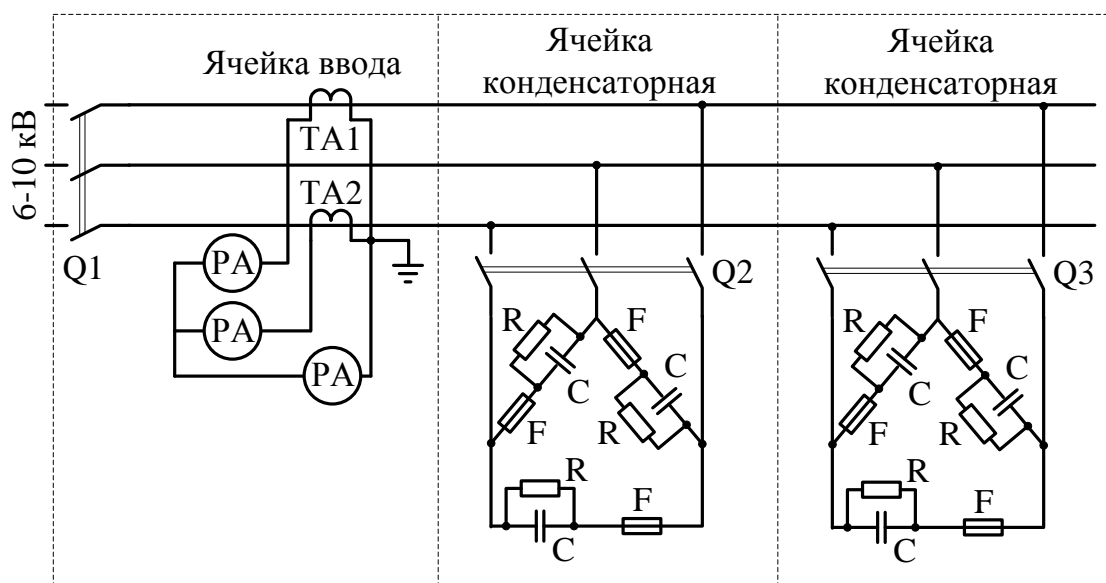 Ячейка ввода
Ячейка
конденсаторная
Ячейка
конденсаторная
6-10 кВ
TA1
TA2
Q1
PA
PA
PA
Q2
R
F
C
C
F
R
R
F
C
Q3
R
F
C
C
F
R
R
F
C